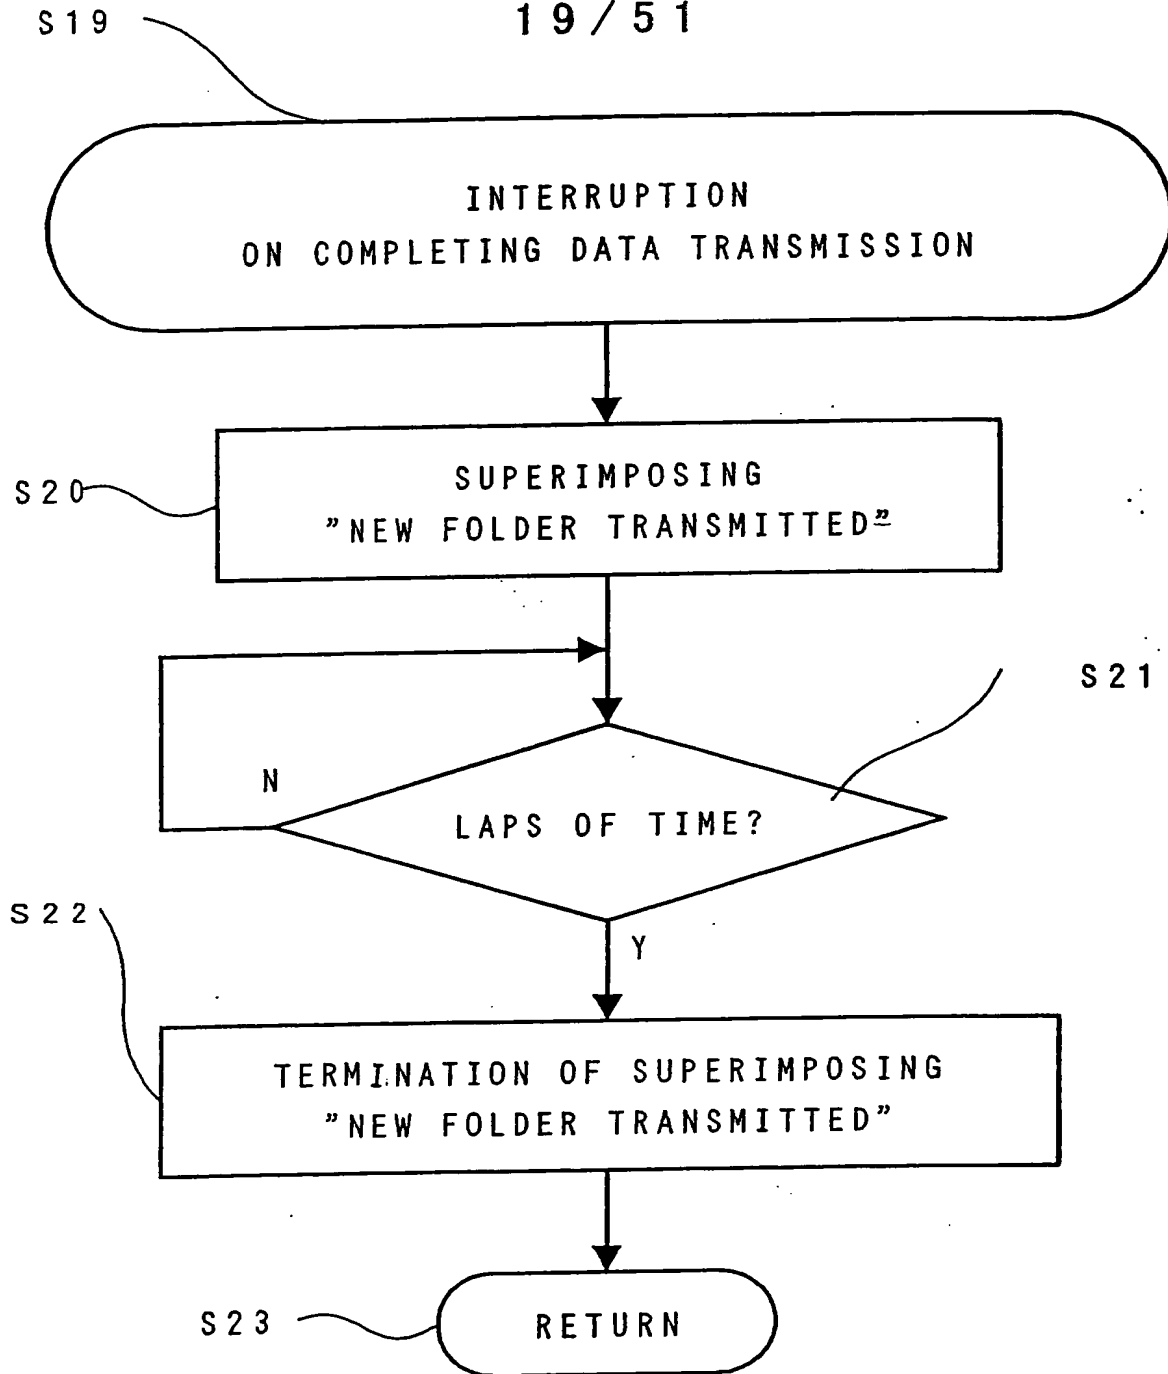 S19
19/51
INTERRUPTION
ON COMPLETING DATA TRANSMISSION
S20
SUPERIMPOSING
"NEW FOLDER TRANSMITTED"
S21
N
LAPS OF TIME?
S22
Y
TERMINATION OF SUPERIMPOSING
"NEW FOLDER TRANSMITTED"
S23
RETURN